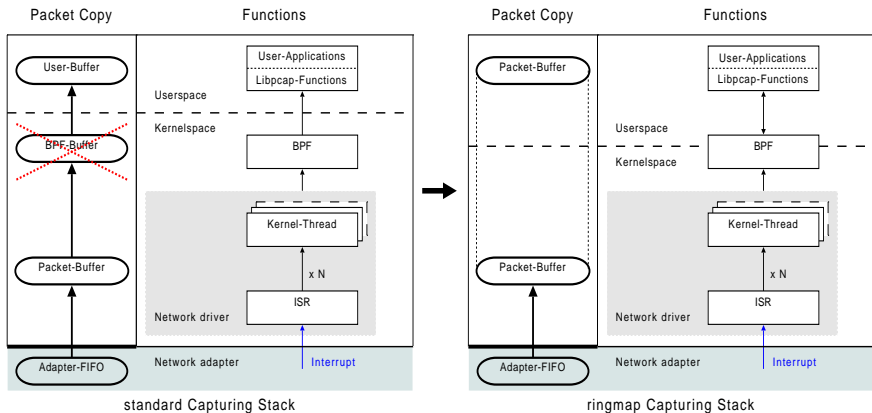 Packet Copy
Functions
User-Buffer
User-Applications
Libpcap-Functions
Userspace
Kernelspace
BPF-Buffer
BPF
Kernel-Thread
Packet-Buffer
x N
ISR
Network driver
Adapter-FIFO
Network adapter
Interrupt
standard Capturing Stack
Packet Copy
Functions
Packet-Buffer
User-Applications
Libpcap-Functions
Userspace
BPF
Kernelspace
Kernel-Thread
Packet-Buffer
x N
ISR
Network driver
Adapter-FIFO
Network adapter
Interrupt
ringmap Capturing Stack